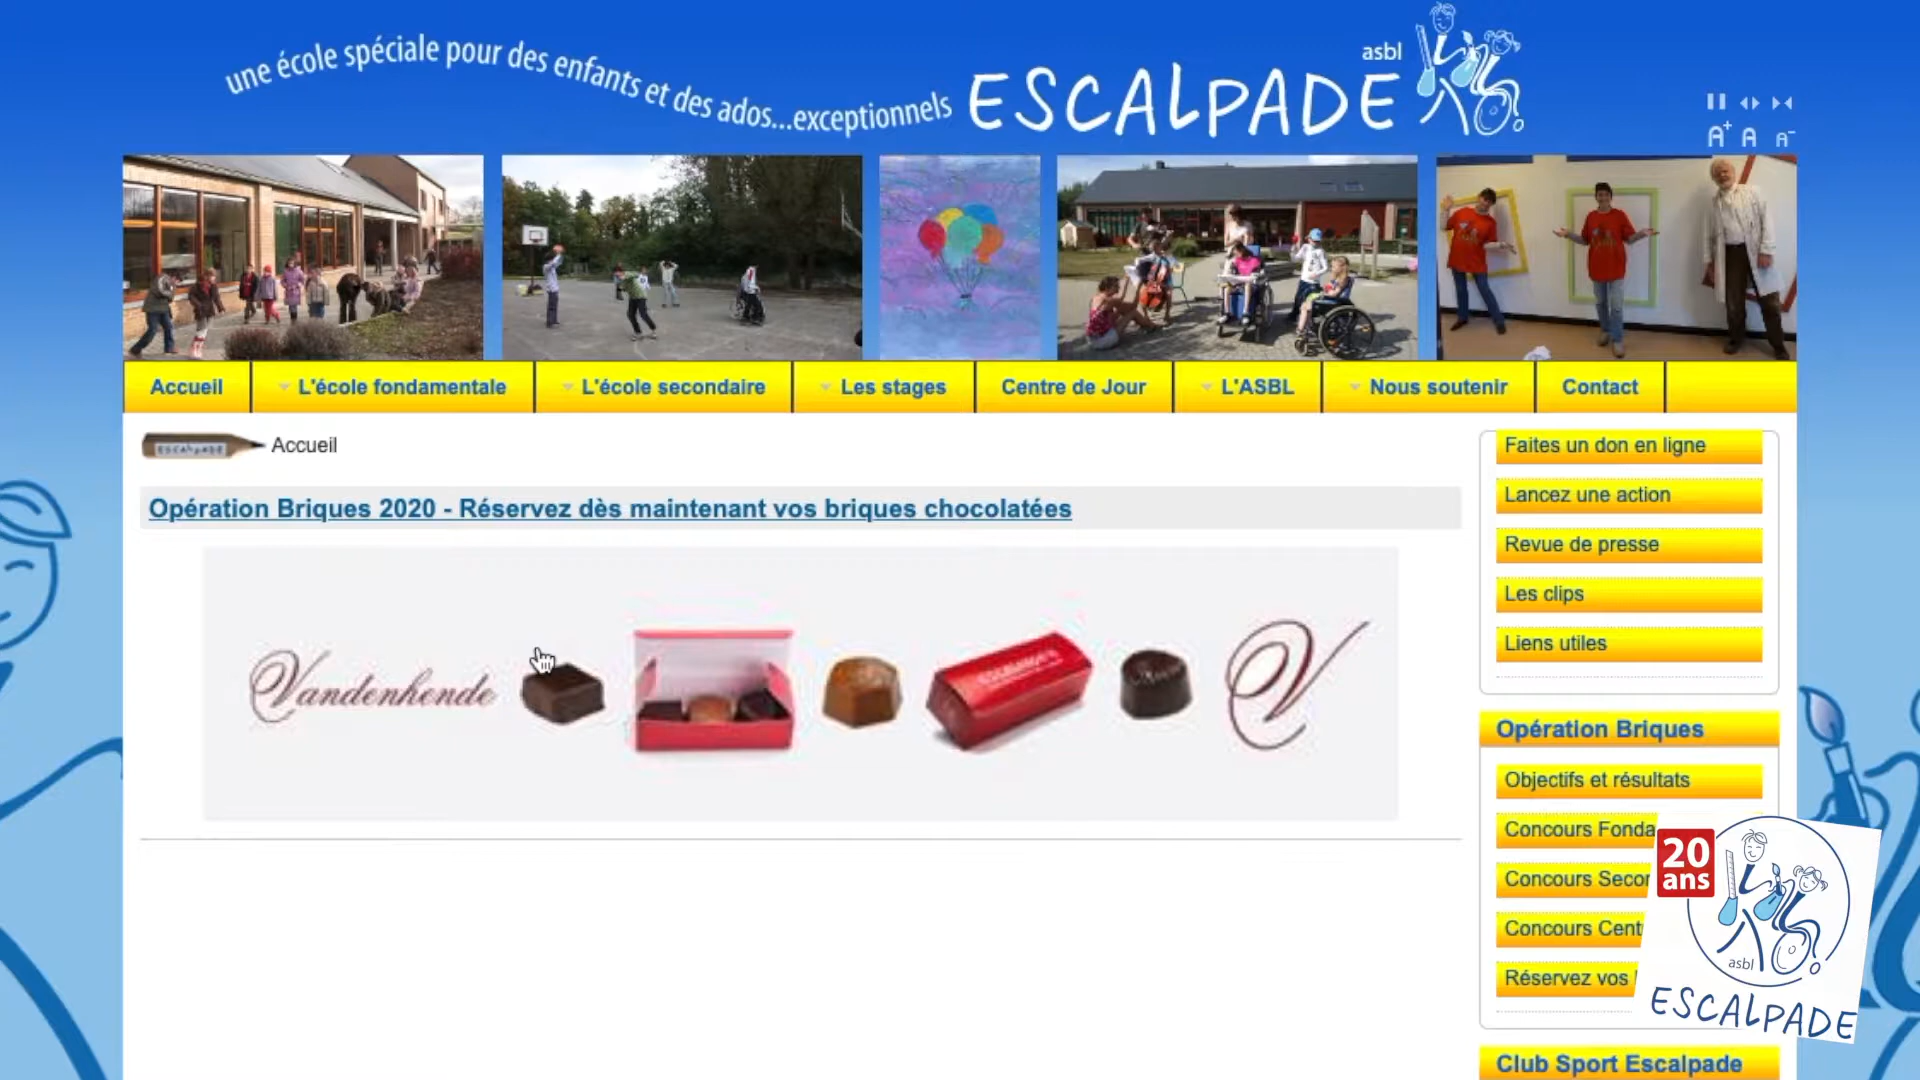 une école spéciale pour des enfants et des ados...exceptionnels
asbl
ESCALPADE
A+ A A-
Accueil
L'école fondamentale
L'école secondaire
Les stages
Centre de Jour
L'ASBL
Nous soutenir
Contact
ESCALPADE
Accueil
Opération Briques 2020 - Réservez dès maintenant vos briques chocolatées
Vandenhende
ESCALPADE
V
Faites un don en ligne
Lancez une action
Revue de presse
Les clips
Liens utiles
Opération Briques
Objectifs et résultats
Concours Fonda
Concours Secon
Concours Cent
Réservez vos
20
ans
asbl
ESCALPADE
Club Sport Escalpade